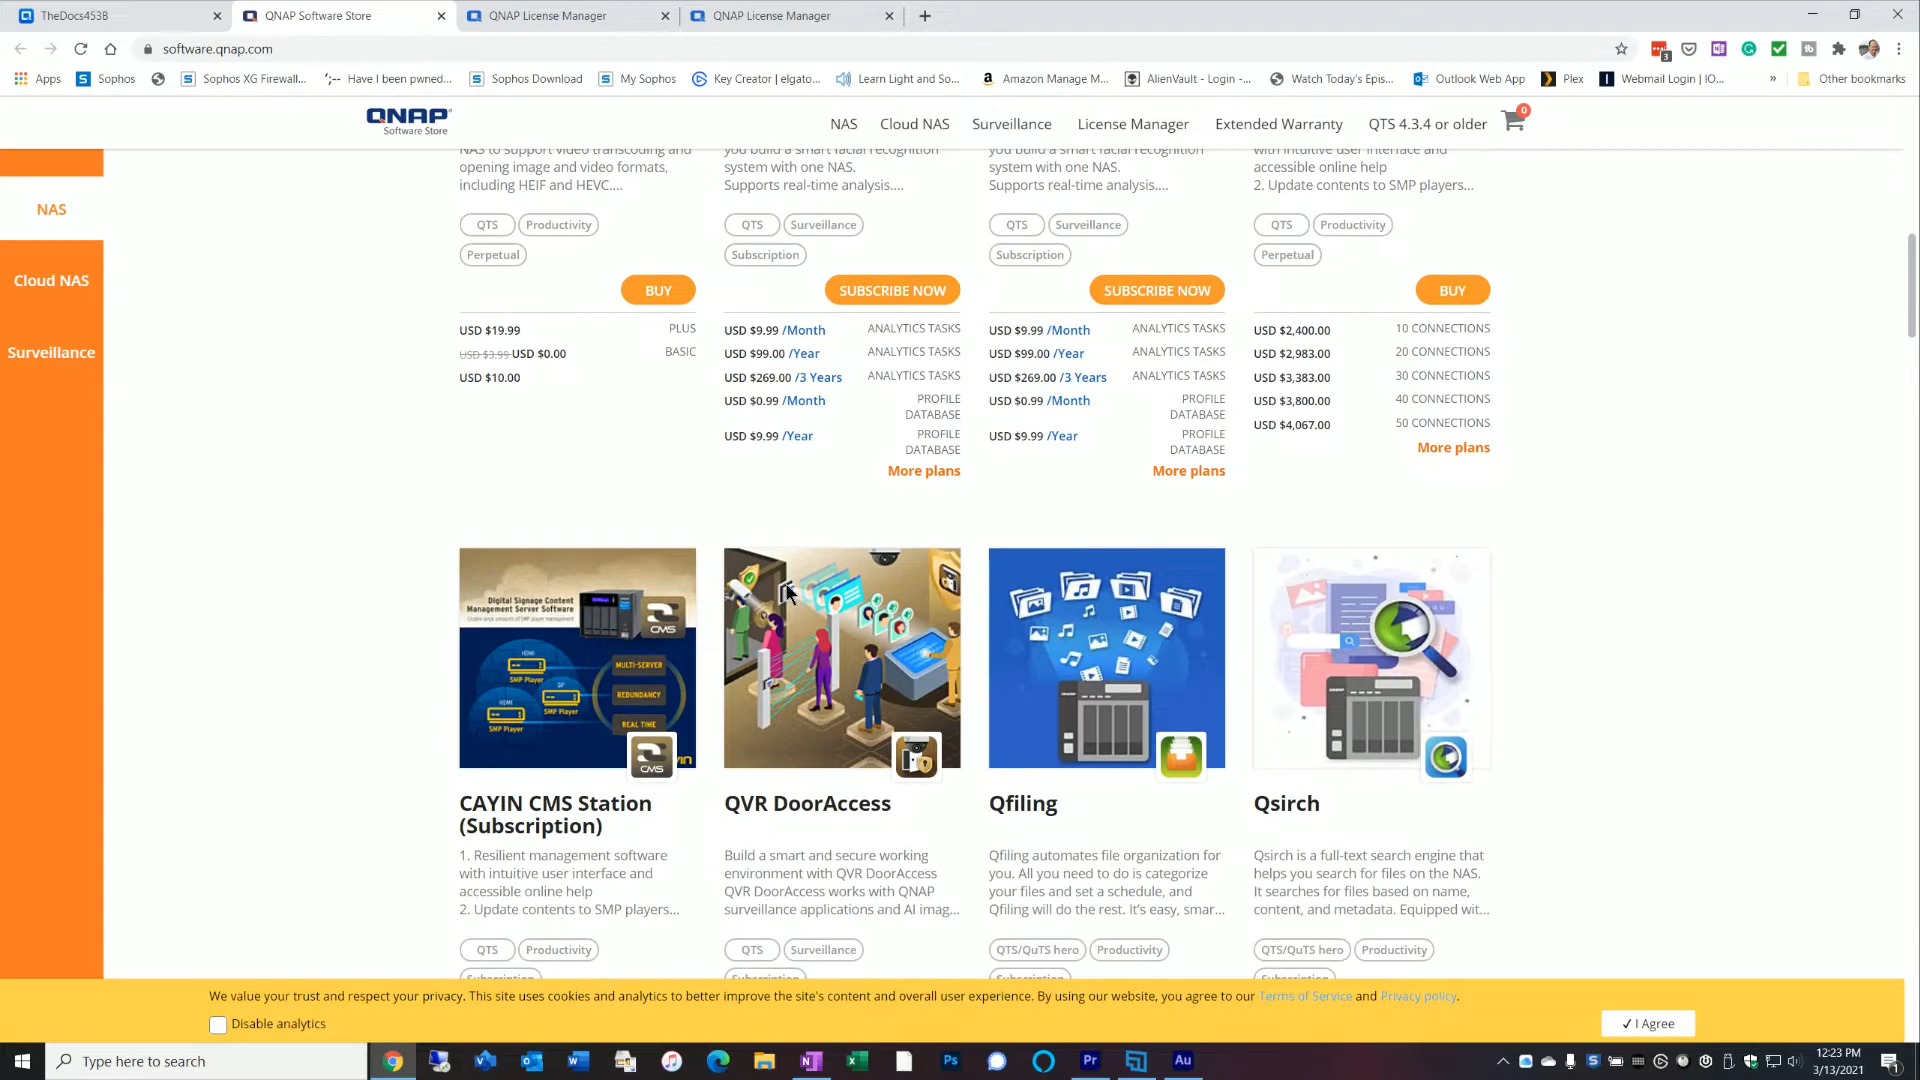 TheDocs453B
QNAP Software Store
QNAP License Manager
QNAP License Manager
software.qnap.com
3
Apps
Sophos
Sophos XG Firewall...
Have I been pwned...
Sophos Download
My Sophos
Key Creator | elgato...
Learn Light and So...
Amazon Manage M...
AlienVault - Login -...
Watch Today's Epis...
Outlook Web App
Plex
Webmail Login | IO...
»
Other bookmarks
QNAP
Software Store
NAS
Cloud NAS
Surveillance
License Manager
Extended Warranty
QTS 4.3.4 or older
0
NAS
Cloud NAS
Surveillance
NAS to support video transcoding and
opening image and video formats,
including HEIF and HEVC....
QTS
Productivity
Perpetual
BUY
USD $19.99 PLUS
USD $3.99 USD $0.00 BASIC
USD $10.00
you build a smart facial recognition
system with one NAS.
Supports real-time analysis....
QTS
Surveillance
Subscription
SUBSCRIBE NOW
USD $9.99 /Month ANALYTICS TASKS
USD $99.00 /Year ANALYTICS TASKS
USD $269.00 /3 Years ANALYTICS TASKS
USD $0.99 /Month PROFILE
DATABASE
USD $9.99 /Year PROFILE
DATABASE
More plans
you build a smart facial recognition
system with one NAS.
Supports real-time analysis....
QTS
Surveillance
Subscription
SUBSCRIBE NOW
USD $9.99 /Month ANALYTICS TASKS
USD $99.00 /Year ANALYTICS TASKS
USD $269.00 /3 Years ANALYTICS TASKS
USD $0.99 /Month PROFILE
DATABASE
USD $9.99 /Year PROFILE
DATABASE
More plans
with intuitive user interface and
accessible online help
2. Update contents to SMP players...
QTS
Productivity
Perpetual
BUY
USD $2,400.00 10 CONNECTIONS
USD $2,983.00 20 CONNECTIONS
USD $3,383.00 30 CONNECTIONS
USD $3,800.00 40 CONNECTIONS
USD $4,067.00 50 CONNECTIONS
More plans
Digital Signage Content
Management Server Software
CMS
HDMI
SMP Player
SMP Player
HDMI
SMP Player
MULTI-SERVER
REDUNDANCY
REAL TIME
CMS
CAYIN CMS Station
(Subscription)
1. Resilient management software
with intuitive user interface and
accessible online help
2. Update contents to SMP players...
QTS
Productivity
Subscription
QVR DoorAccess
Build a smart and secure working
environment with QVR DoorAccess
QVR DoorAccess works with QNAP
surveillance applications and AI imag...
QTS
Surveillance
Subscription
Qfiling
Qfiling automates file organization for
you. All you need to do is categorize
your files and set a schedule, and
Qfiling will do the rest. It's easy, smar...
QTS/QuTS hero
Productivity
Subscription
Qsirch
Qsirch is a full-text search engine that
helps you search for files on the NAS.
It searches for files based on name,
content, and metadata. Equipped wit...
QTS/QuTS hero
Productivity
Subscription
We value your trust and respect your privacy. This site uses cookies and analytics to better improve the site's content and overall user experience. By using our website, you agree to our Terms of Service and Privacy policy.
Disable analytics
✓ I Agree
Type here to search
Ps
Pr
Au
12:23 PM
3/13/2021
1